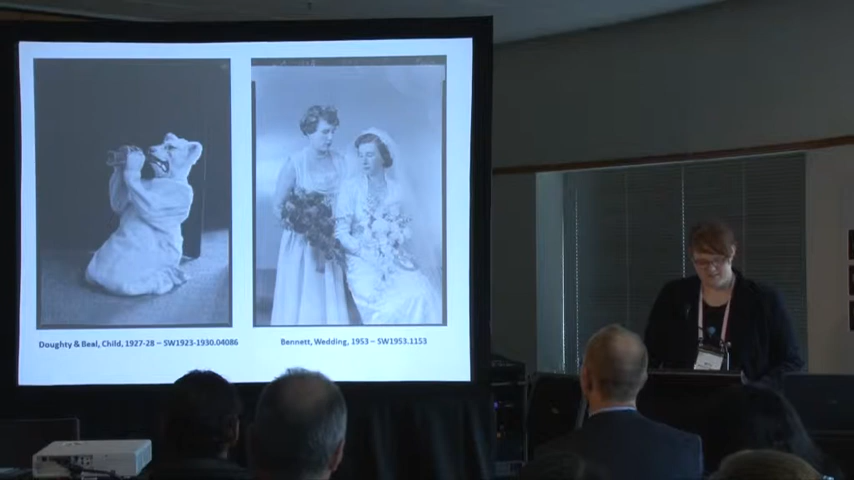 Doughty & Beal, Child, 1927-28 – SW1923-1930.04086
Bennett, Wedding, 1953 – SW1953.1153